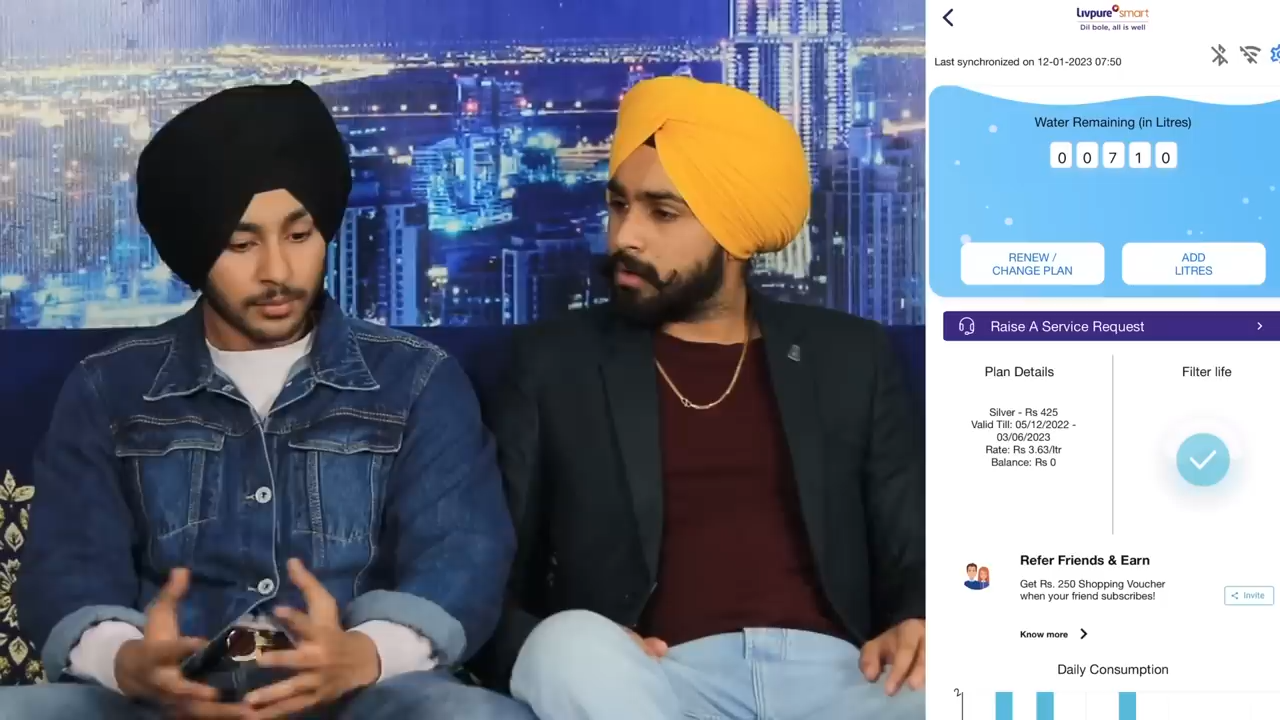 Livpure smart
Dil bole, all is well
Last synchronized on 12-01-2023 07:50
Water Remaining (in Litres)
0 0 7 1 0
RENEW /
CHANGE PLAN
ADD
LITRES
Raise A Service Request
Plan Details
Filter life
Silver - Rs 425
Valid Till: 05/12/2022 -
03/06/2023
Rate: Rs 3.63/ltr
Balance: Rs 0
Refer Friends & Earn
Get Rs. 250 Shopping Voucher
when your friend subscribes!
Invite
Know more
Daily Consumption
2